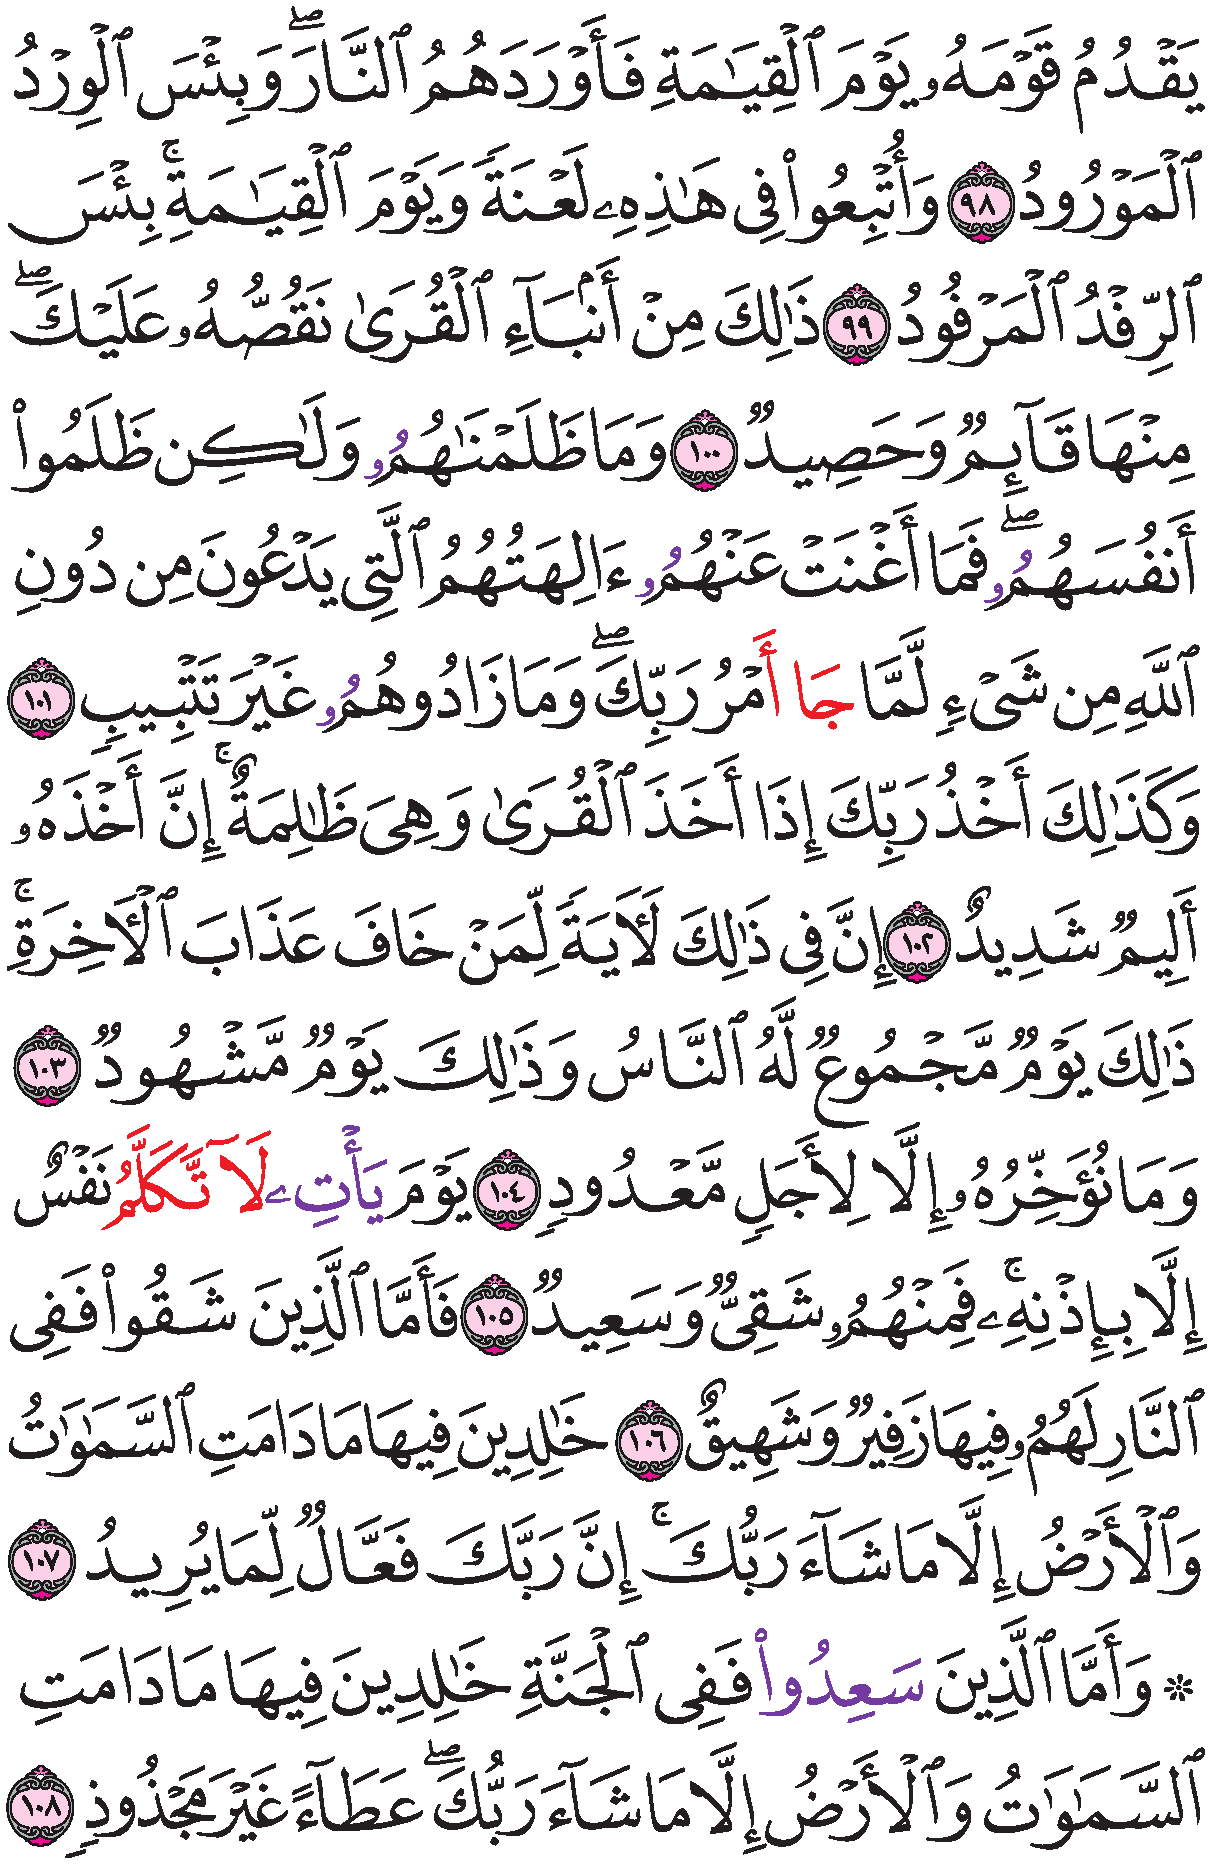 يَقۡدُمُ قَوۡمَهُۥ يَوۡمَ ٱلۡقِيَٰمَةِ فَأَوۡرَدَهُمُ ٱلنَّارَۖ وَبِئۡسَ ٱلۡوِرۡدُ
ٱلۡمَوۡرُودُ ٩٨ وَأُتۡبِعُواْ فِي هَٰذِهِۦ لَعۡنَةٗ وَيَوۡمَ ٱلۡقِيَٰمَةِۚ بِئۡسَ
ٱلرِّفۡدُ ٱلۡمَرۡفُودُ ٩٩ ذَٰلِكَ مِنۡ أَنۢبَآءِ ٱلۡقُرَىٰ نَقُصُّهُۥ عَلَيۡكَۖ
مِنۡهَا قَآئِمٞ وَحَصِيدٞ ١٠٠ وَمَا ظَلَمۡنَٰهُمُۥ وَلَٰكِن ظَلَمُوٓاْ
أَنفُسَهُمُۥۖ فَمَا أَغۡنَتۡ عَنۡهُمُۥ ءَالِهَتُهُمُ ٱلَّتِي يَدۡعُونَ مِن دُونِ
ٱللَّهِ مِن شَيۡءٖ لَّمَّا جَا أَمۡرُ رَبِّكَۖ وَمَا زَادُوهُمُۥ غَيۡرَ تَتۡبِيبٖ ١٠١
وَكَذَٰلِكَ أَخۡذُ رَبِّكَ إِذَا أَخَذَ ٱلۡقُرَىٰ وَهِيَ ظَٰلِمَةٌۚ إِنَّ أَخۡذَهُۥ
أَلِيمٞ شَدِيدٌ ١٠٢ إِنَّ فِي ذَٰلِكَ لَأٓيَةٗ لِّمَنۡ خَافَ عَذَابَ ٱلۡأٓخِرَةِۚ
ذَٰلِكَ يَوۡمٞ مَّجۡمُوعٞ لَّهُ ٱلنَّاسُ وَذَٰلِكَ يَوۡمٞ مَّشۡهُودٞ ١٠٣
وَمَا نُؤَخِّرُهُۥ إِلَّا لِأَجَلٖ مَّعۡدُودٖ ١٠٤ يَوۡمَ يَأۡتِۦ لَآ تَّكَلَّمُ نَفۡسٌ
إِلَّا بِإِذۡنِهِۦۚ فَمِنۡهُمُۥ شَقِيّٞ وَسَعِيدٞ ١٠٥ فَأَمَّا ٱلَّذِينَ شَقُواْ فَفِي
ٱلنَّارِ لَهُمُۥ فِيهَا زَفِيرٞ وَشَهِيقٌ ١٠٦ خَٰلِدِينَ فِيهَا مَا دَامَتِ ٱلسَّمَٰوَٰتُ
وَٱلۡأَرۡضُ إِلَّا مَا شَآءَ رَبُّكَۚ إِنَّ رَبَّكَ فَعَّالٞ لِّمَا يُرِيدُ ١٠٧
۞ وَأَمَّا ٱلَّذِينَ سَعِدُواْ فَفِي ٱلۡجَنَّةِ خَٰلِدِينَ فِيهَا مَا دَامَتِ
ٱلسَّمَٰوَٰتُ وَٱلۡأَرۡضُ إِلَّا مَا شَآءَ رَبُّكَۖ عَطَآءً غَيۡرَ مَجۡذُوذٖ ١٠٨